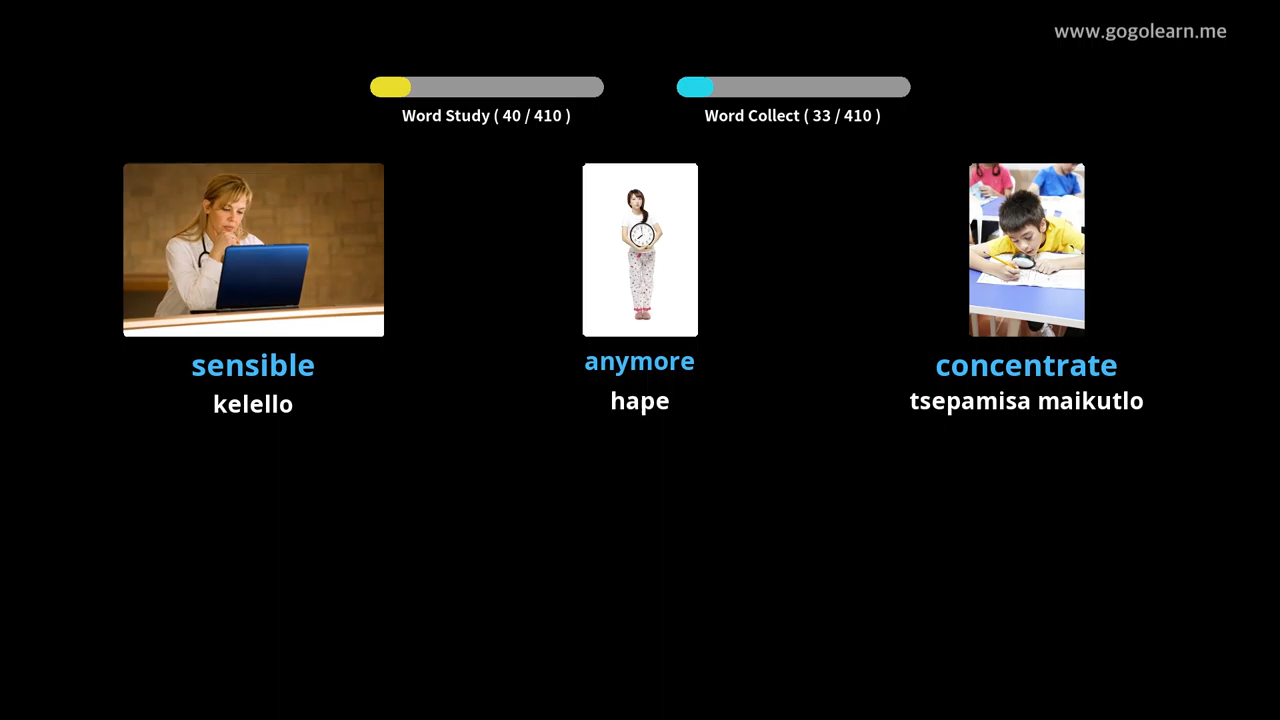 www.gogolearn.me
Word Study ( 40 / 410 )
Word Collect ( 33 / 410 )
sensible
kelello
anymore
hape
concentrate
tsepamisa maikutlo